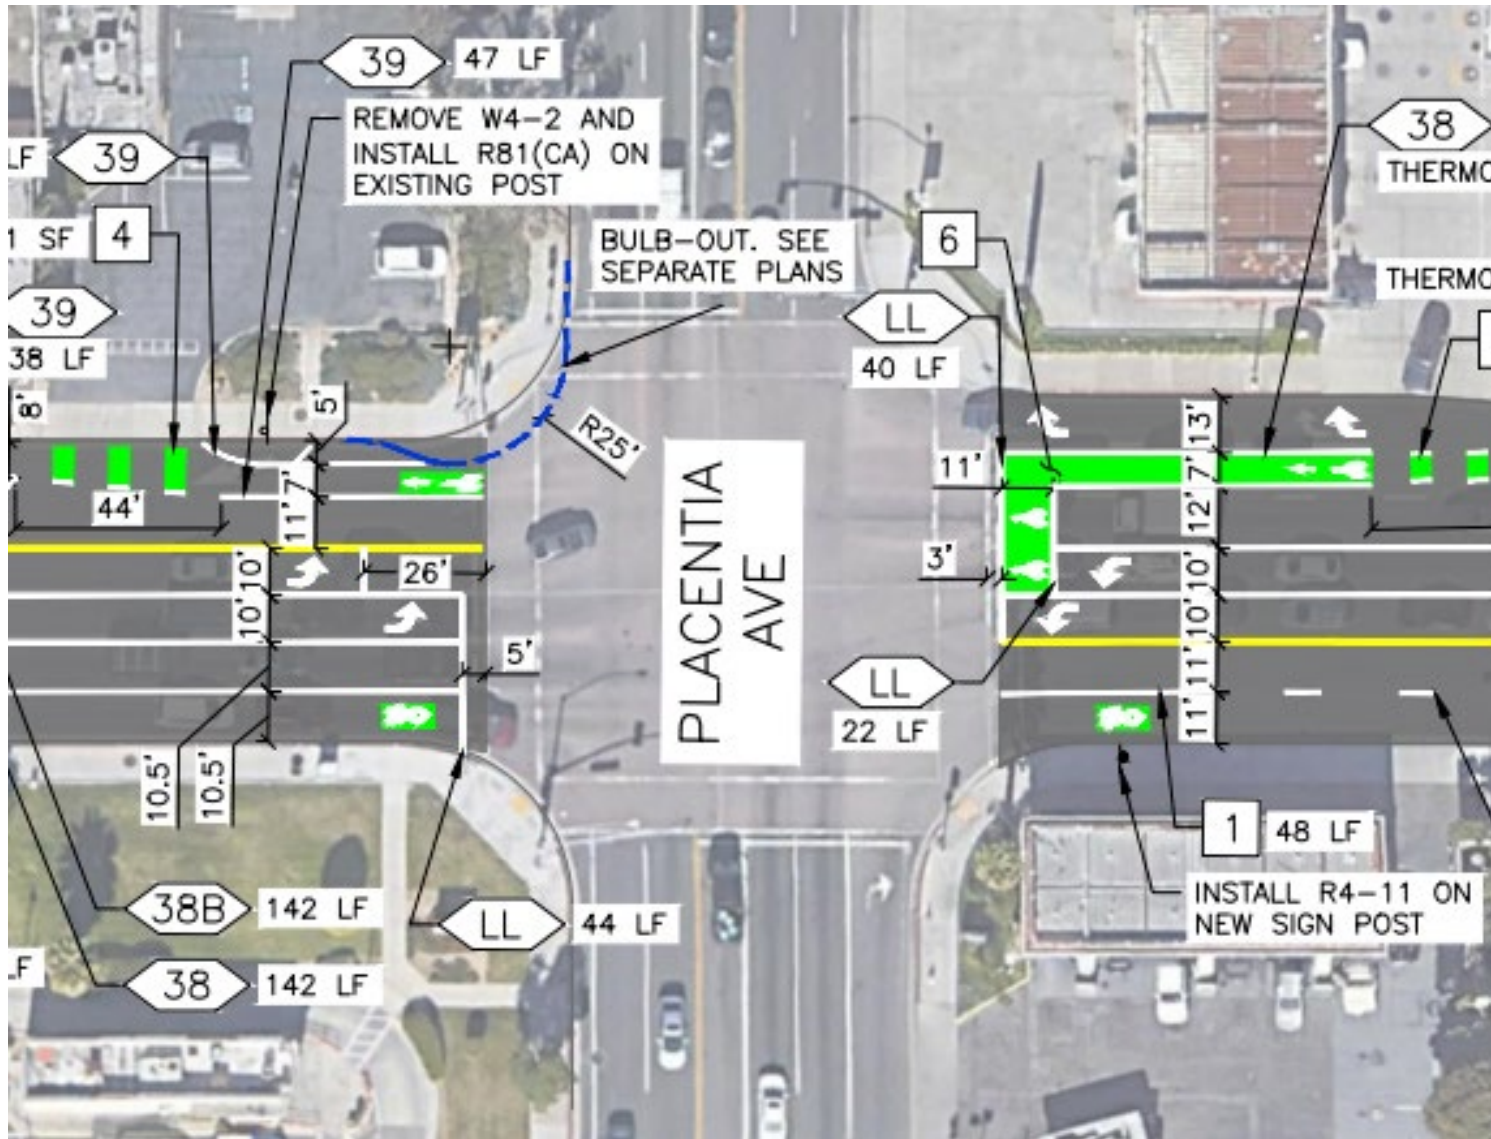 39 47 LF
REMOVE W4-2 AND
INSTALL R81(CA) ON
EXISTING POST
LF 39
1 SF 4
39
38 LF
8'
5'
BULB-OUT. SEE
SEPARATE PLANS
R25'
6
LL
40 LF
38
THERMO
THERMO
44'
11' 7'
10' 10'
26'
5'
10.5'
10.5'
PLACENTIA
AVE
11'
3'
13'
7'
12'
10'
10'
11'
11'
LL
22 LF
1 48 LF
INSTALL R4-11 ON
NEW SIGN POST
38B 142 LF
LL 44 LF
LF
38 142 LF